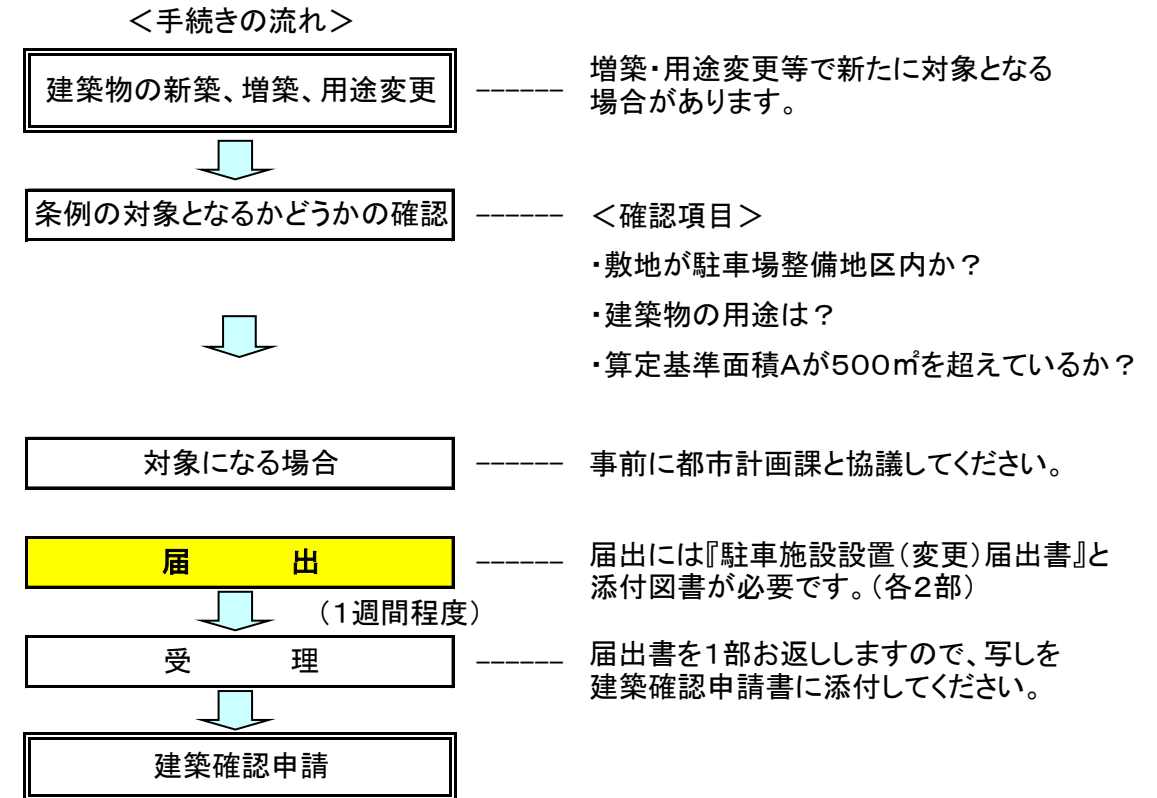 ＜手続きの流れ＞
建築物の新築、増築、用途変更
------
増築・用途変更等で新たに対象となる
場合があります。
条例の対象となるかどうかの確認
------
＜確認項目＞
・敷地が駐車場整備地区内か？
・建築物の用途は？
・算定基準面積Aが500㎡を超えているか？
対象になる場合
------
事前に都市計画課と協議してください。
届　　　出
------
届出には『駐車施設設置（変更）届出書』と
添付図書が必要です。（各2部）
（1週間程度）
受　　　理
------
届出書を1部お返ししますので、写しを
建築確認申請書に添付してください。
建築確認申請